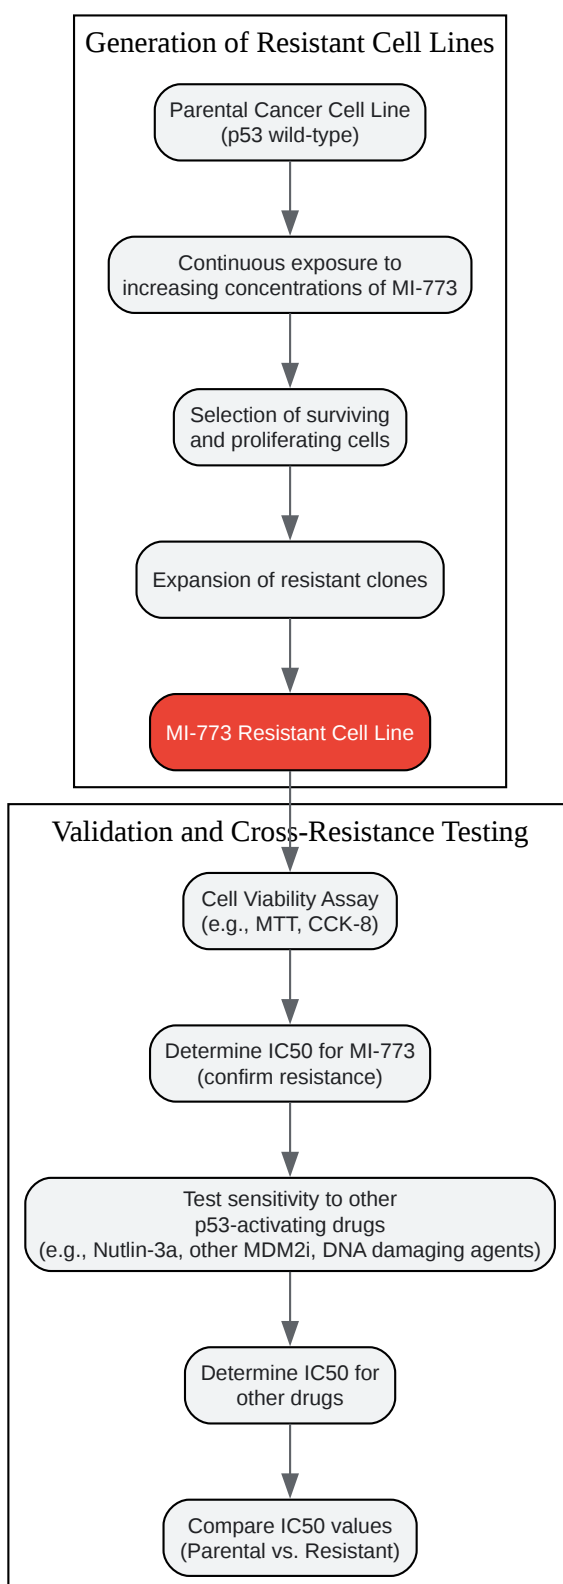 Generation of Resistant Cell Lines
Parental Cancer Cell Line
(p53 wild-type)
Continuous exposure to
increasing concentrations of MI-773
Selection of surviving
and proliferating cells
Expansion of resistant clones
MI-773 Resistant Cell Line
Validation and Cross-Resistance Testing
Cell Viability Assay
(e.g., MTT, CCK-8)
Determine IC50 for MI-773
(confirm resistance)
Test sensitivity to other
p53-activating drugs
(e.g., Nutlin-3a, other MDM2i, DNA damaging agents)
Determine IC50 for
other drugs
Compare IC50 values
(Parental vs. Resistant)